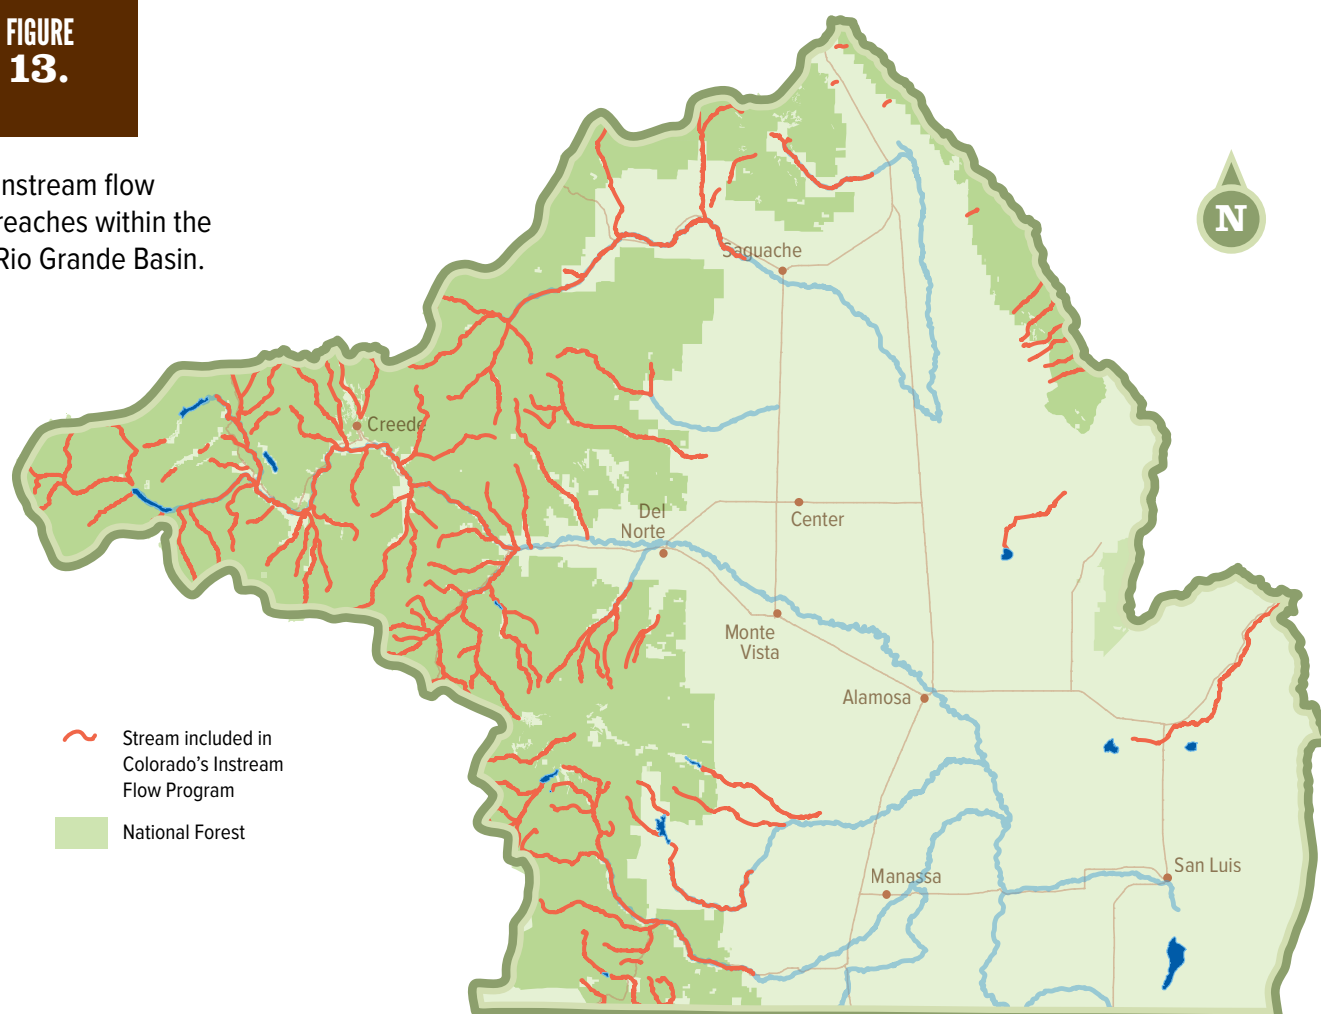 FIGURE
13.
nstream flow
reaches within the
Rio Grande Basin.
N
Saguache
Creede
Del
Norte
Center
Monte
Vista
Alamosa
Manassa
San Luis
Stream included in
Colorado's Instream
Flow Program
National Forest